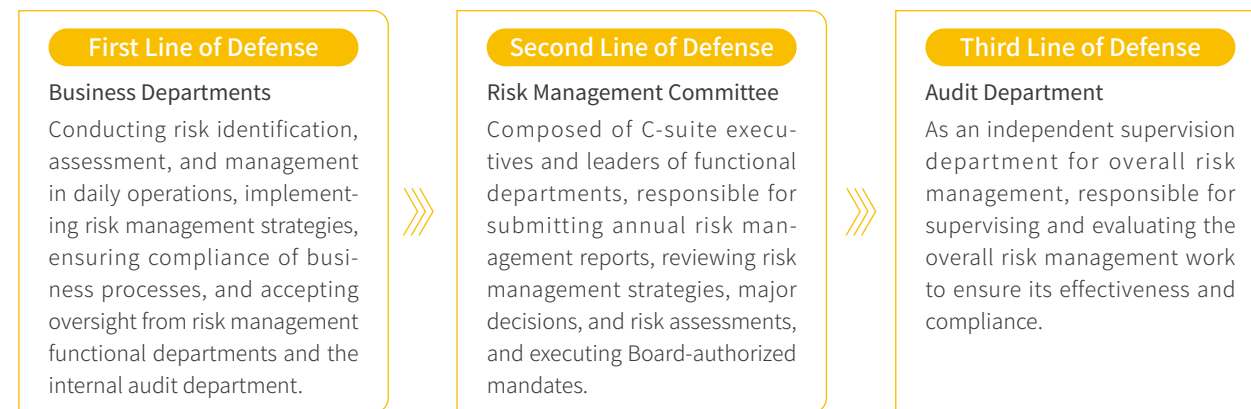 First Line of Defense
Business Departments
Conducting risk identification,
assessment, and management
in daily operations, implement-
ing risk management strategies,
ensuring compliance of busi-
ness processes, and accepting
oversight from risk management
functional departments and the
internal audit department.
Second Line of Defense
Risk Management Committee
Composed of C-suite execu-
tives and leaders of functional
departments, responsible for
submitting annual risk man-
agement reports, reviewing risk
management strategies, major
decisions, and risk assessments,
and executing Board-authorized
mandates.
Third Line of Defense
Audit Department
As an independent supervision
department for overall risk
management, responsible for
supervising and evaluating the
overall risk management work
to ensure its effectiveness and
compliance.